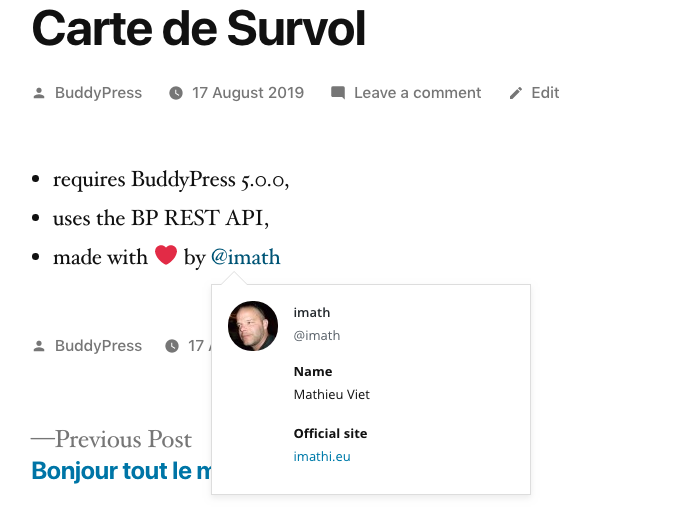 Carte de Survol
BuddyPress 17 August 2019 Leave a comment Edit
requires BuddyPress 5.0.0,
uses the BP REST API,
made with ❤ by @imath
imath
@imath
Name
Mathieu Viet
Official site
imathi.eu
BuddyPress 17
—Previous Post
Bonjour tout le m